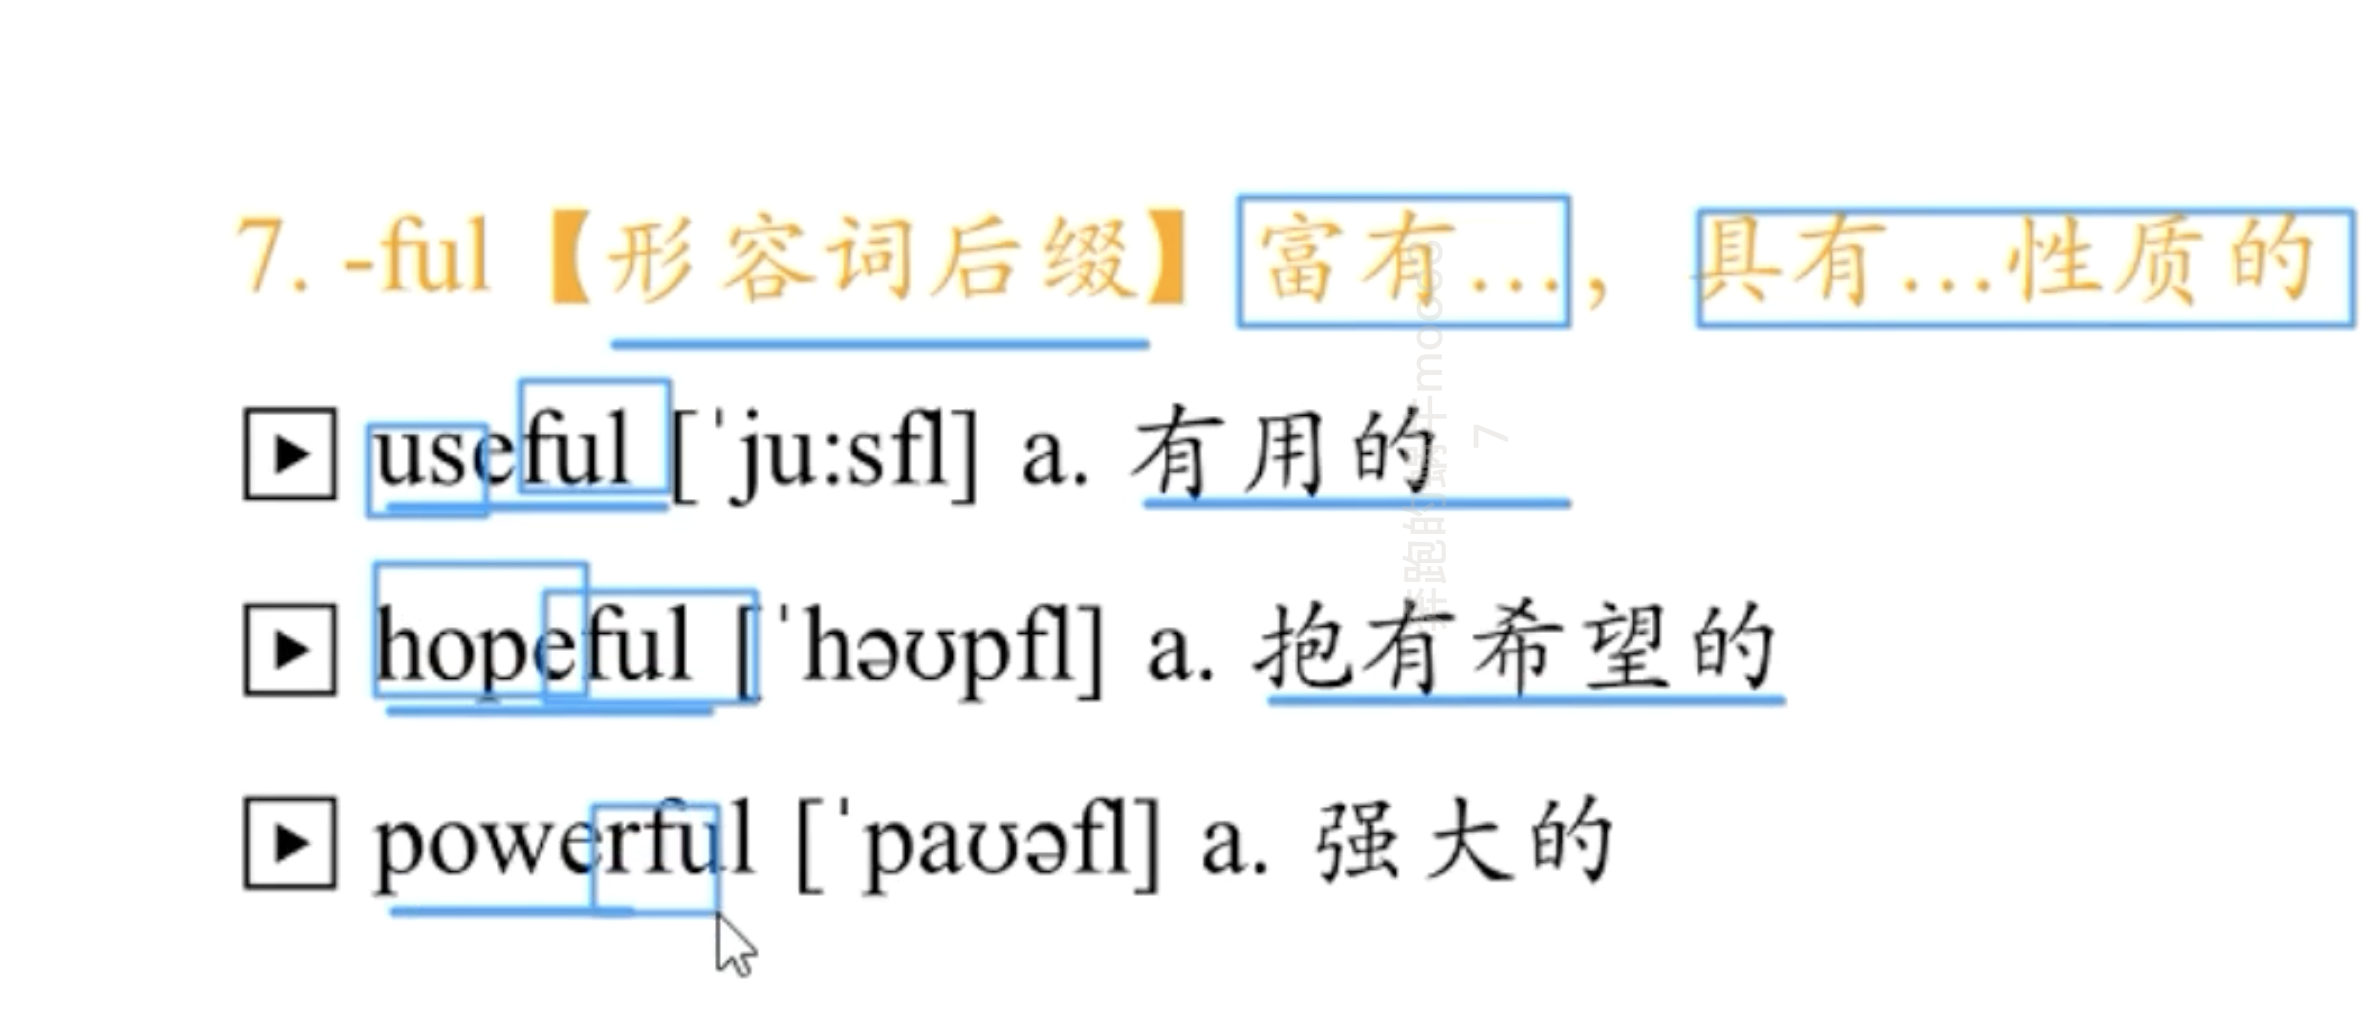 7. -ful【形容词后缀】富有…，具有…性质的
useful [ˈju:sfl] a. 有用的
hopeful [ˈhəʊpfl] a. 抱有希望的
powerful [ˈpaʊəfl] a. 强大的
7